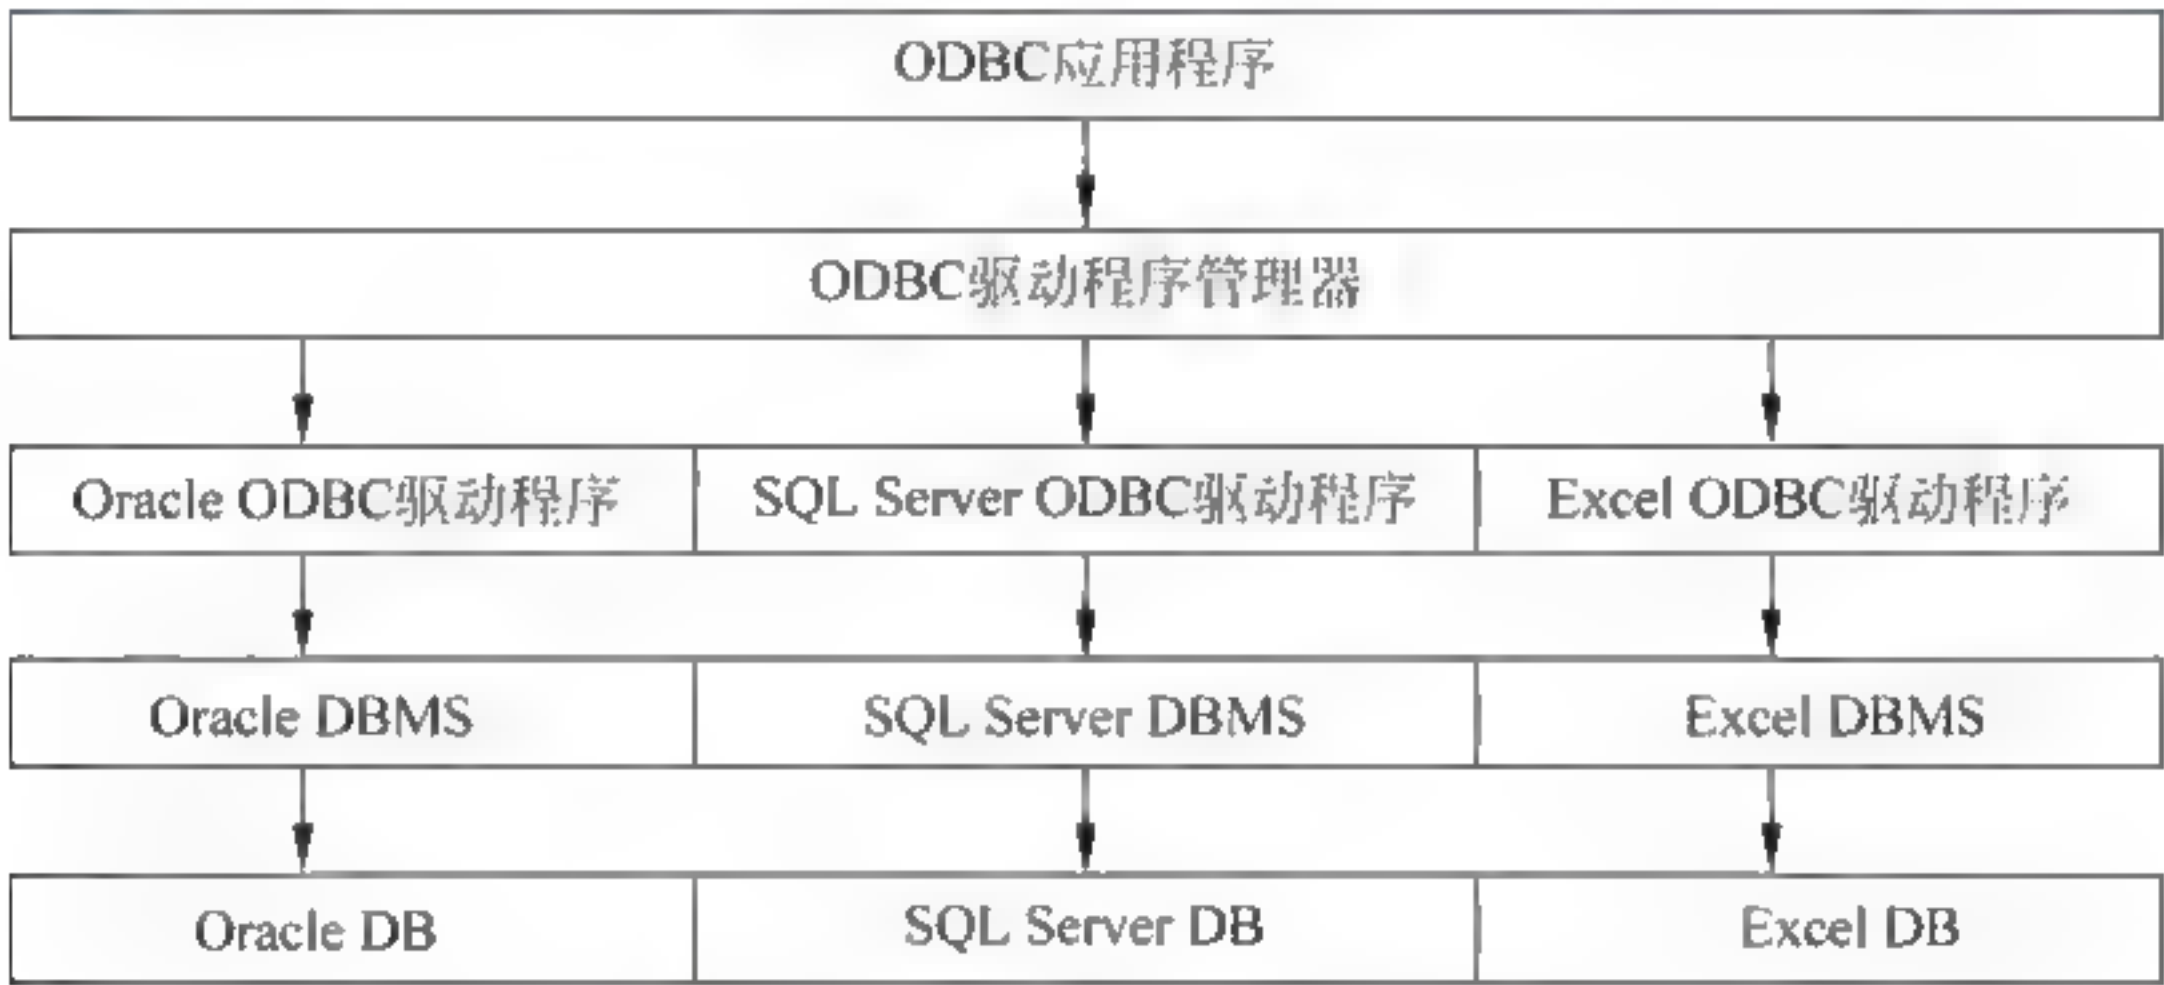 ODBC应用程序
ODBC驱动程序管理器
Oracle ODBC驱动程序 SQL Server ODBC驱动程序 Excel ODBC驱动程序
Oracle DBMS SQL Server DBMS Excel DBMS
Oracle DB SQL Server DB Excel DB